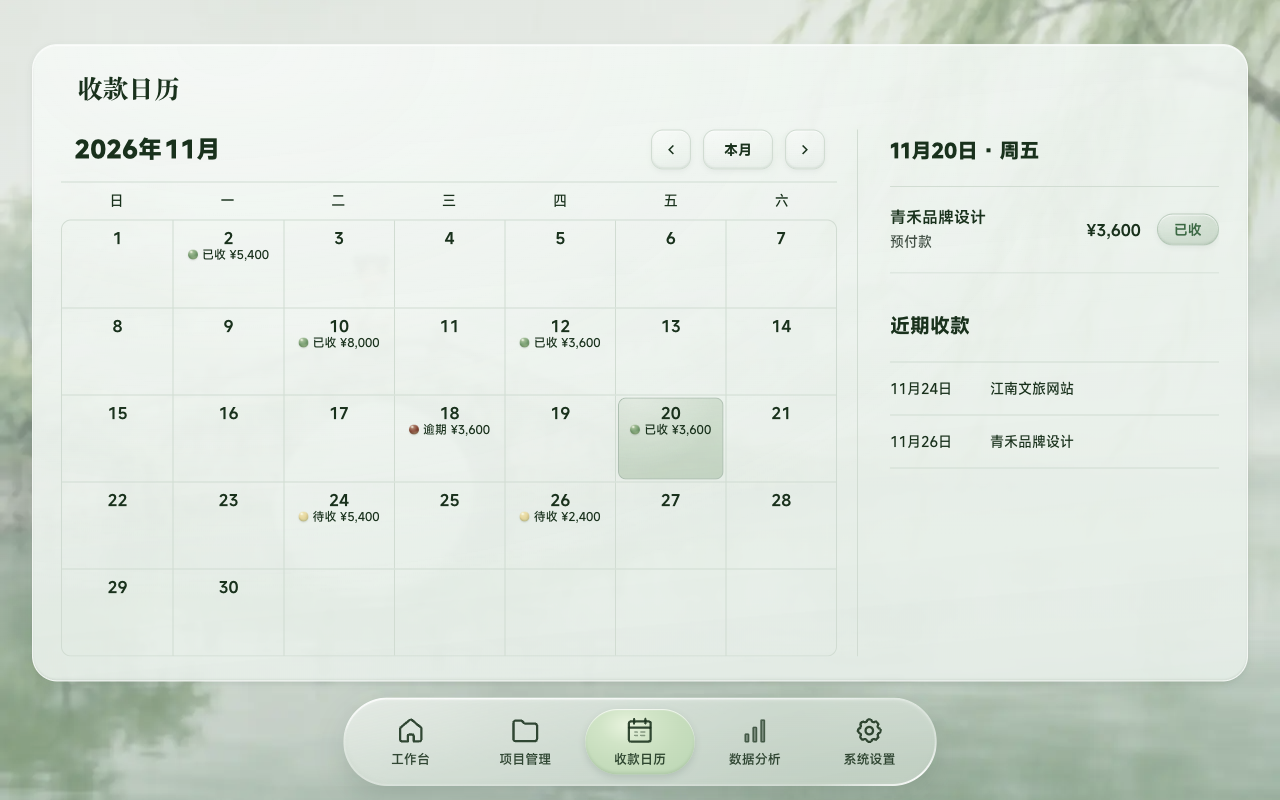 收款日历
2026年11月
本月
日 一 二 三 四 五 六
1 2 3 4 5 6 7
已收 ¥5,400
8 9 10 11 12 13 14
已收 ¥8,000 已收 ¥3,600
15 16 17 18 19 20 21
逾期 ¥3,600 已收 ¥3,600
22 23 24 25 26 27 28
待收 ¥5,400 待收 ¥2,400
29 30
11月20日 · 周五
青禾品牌设计
预付款
¥3,600 已收
近期收款
11月24日 江南文旅网站
11月26日 青禾品牌设计
工作台 项目管理 收款日历 数据分析 系统设置